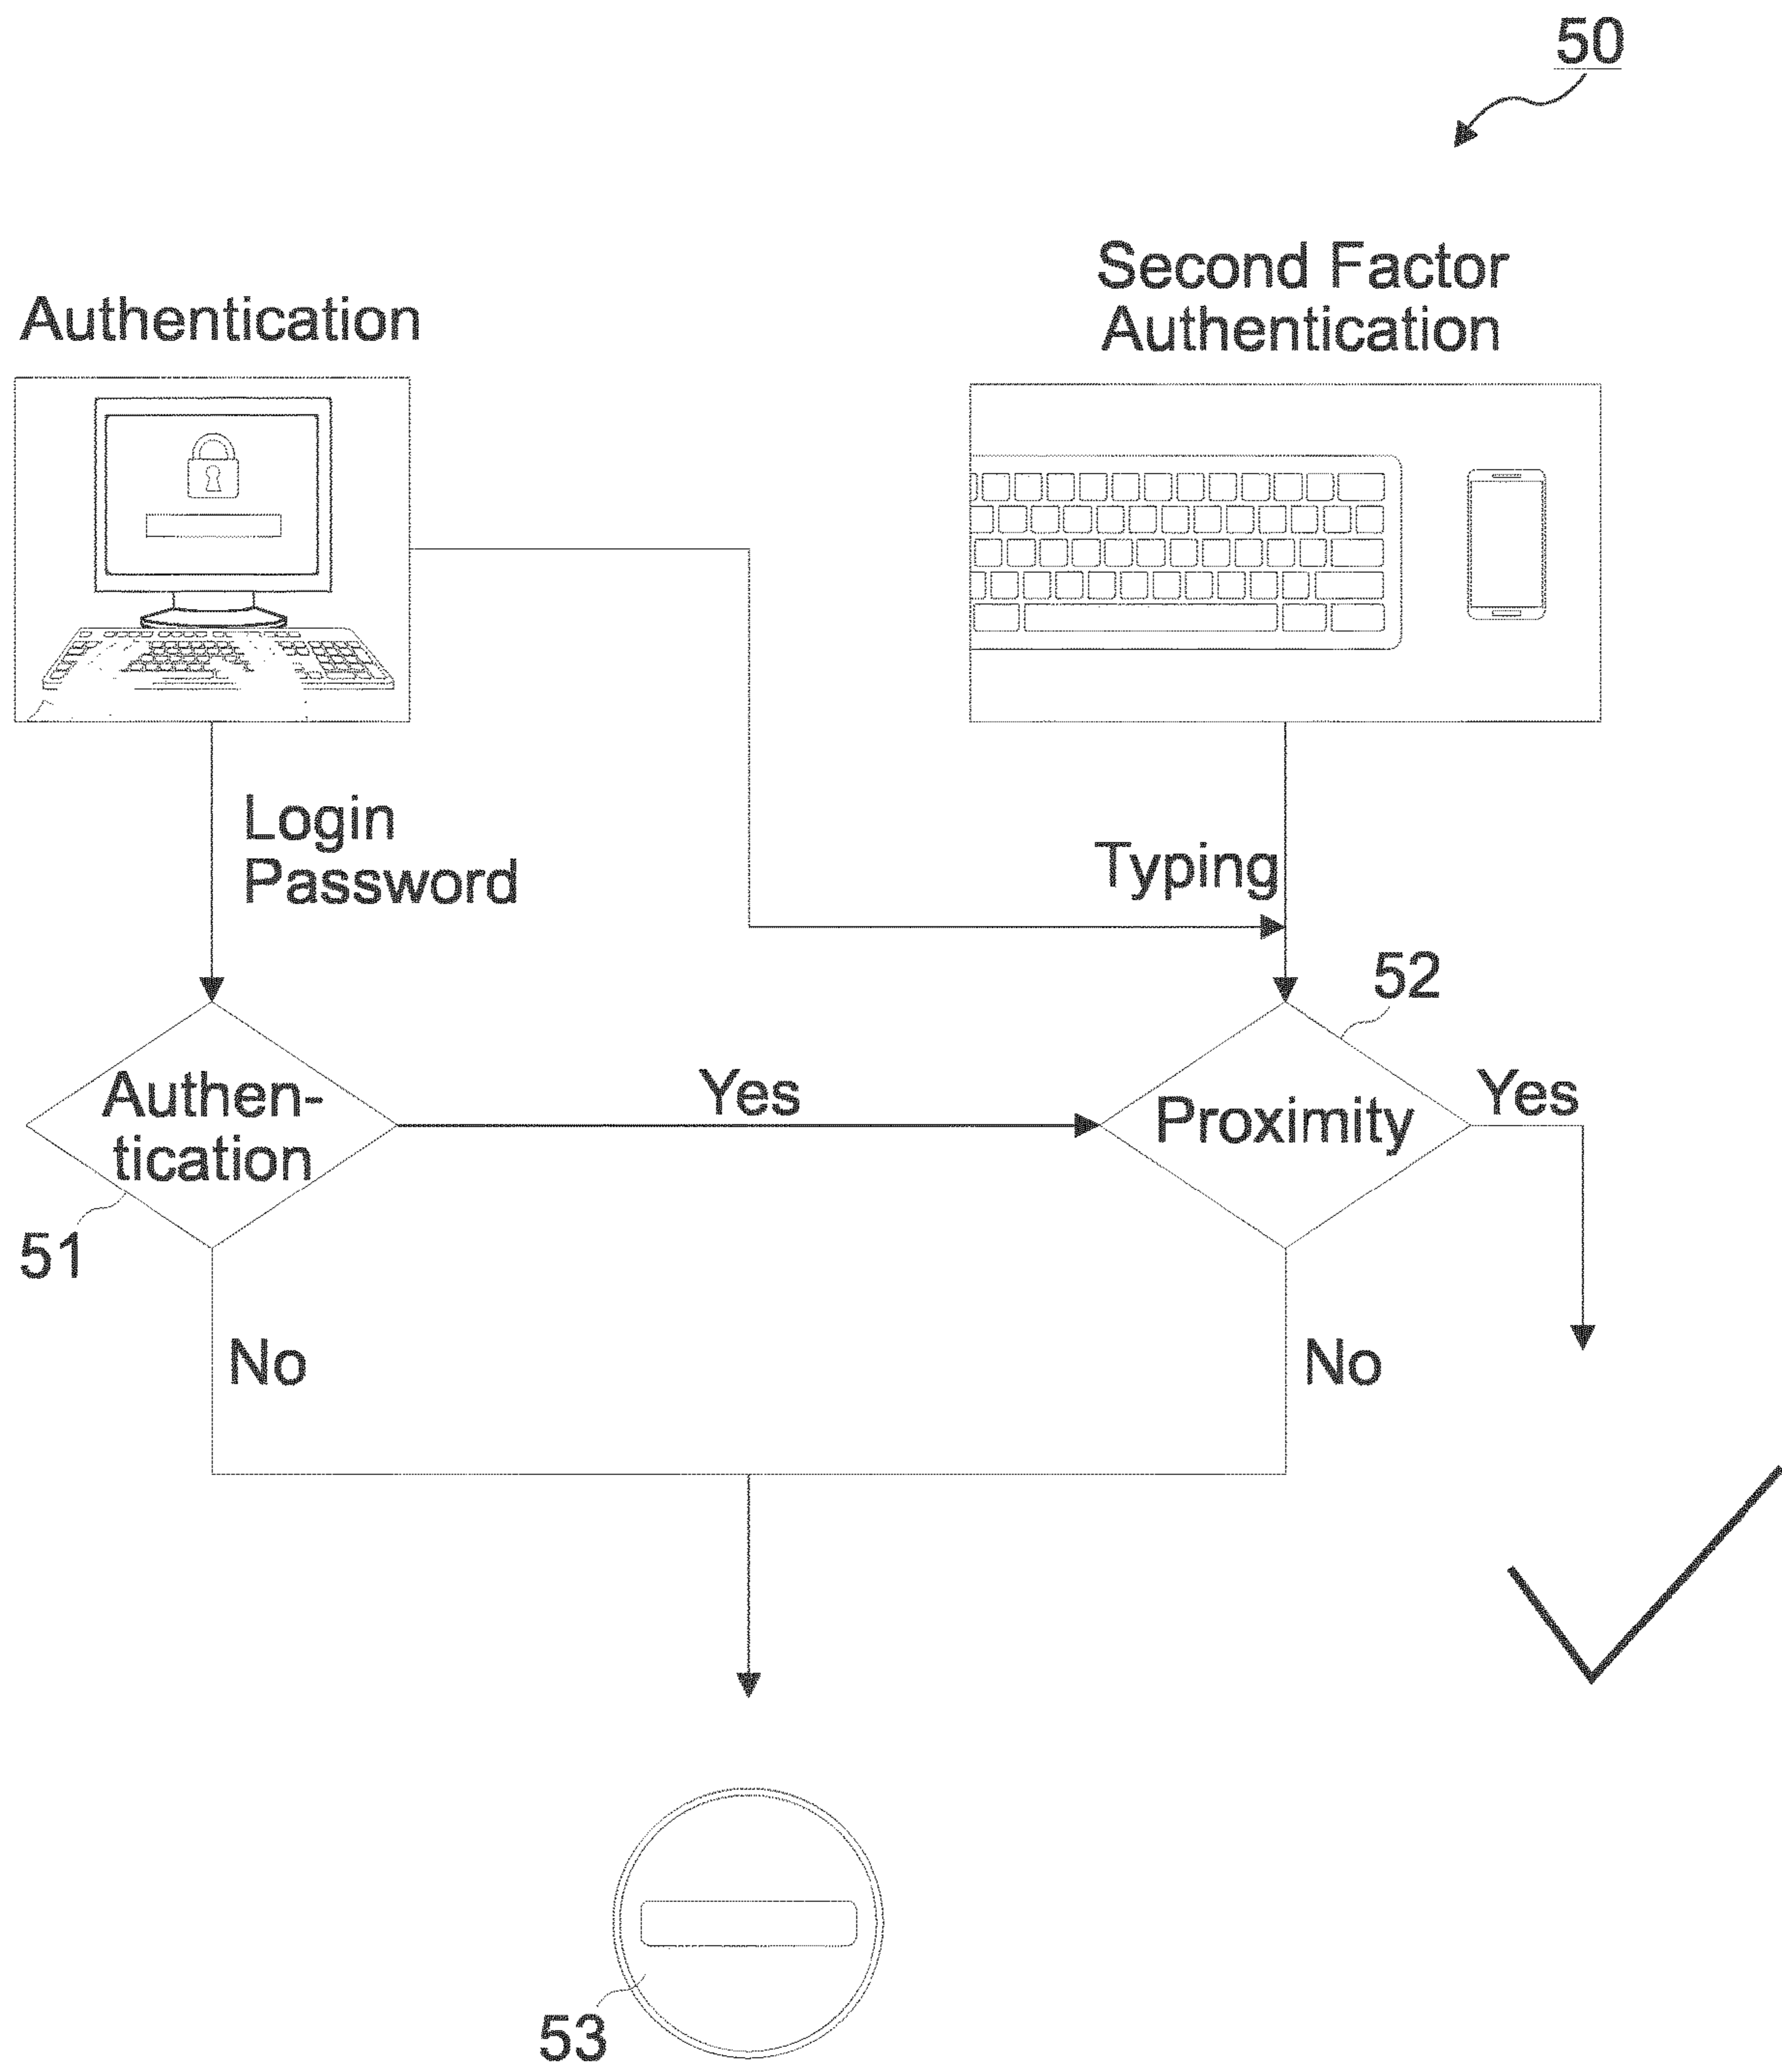 50
Second Factor
Authentication
Authentication
Login
Password
Typing
52
Authen-
tication
Yes
Proximity
Yes
51
No
No
53